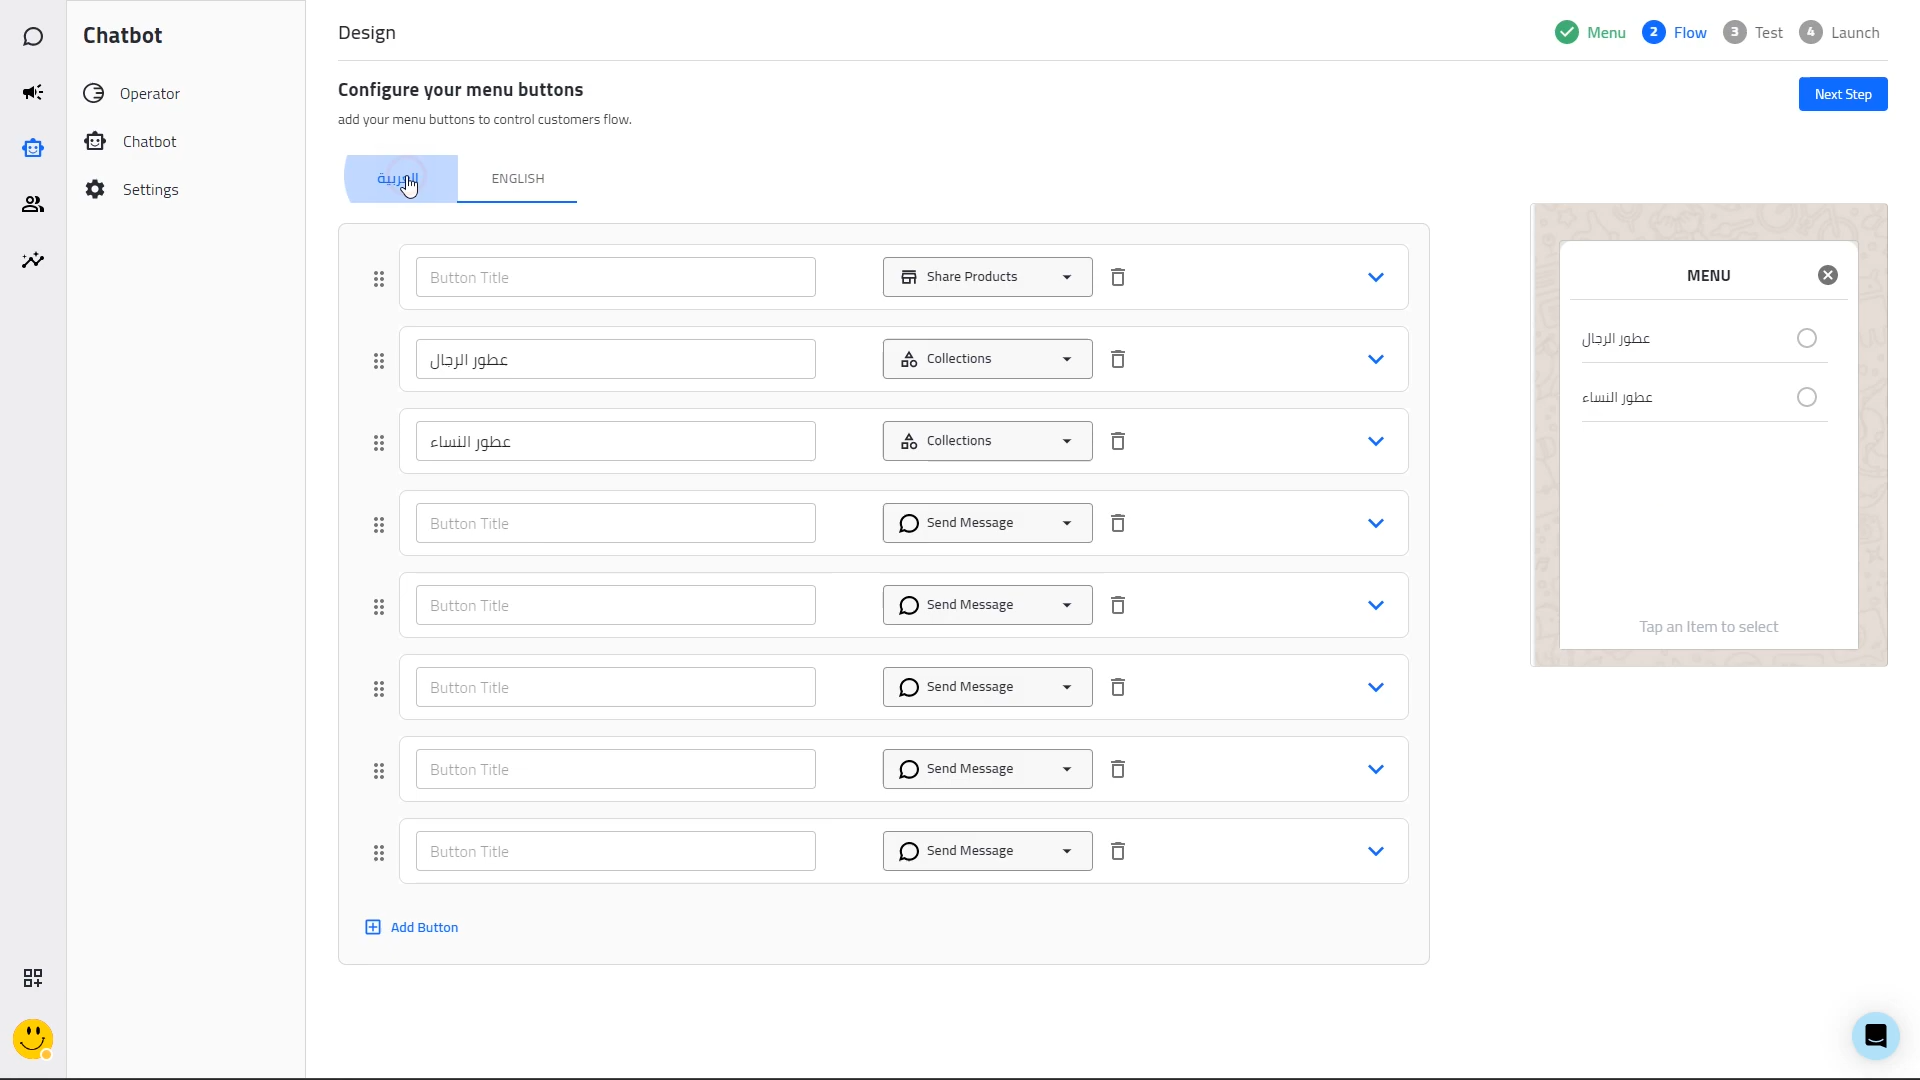 Chatbot
Operator
Chatbot
Settings
Design
Menu
2 Flow
3 Test
4 Launch
Configure your menu buttons
add your menu buttons to control customers flow.
Next Step
العربية
ENGLISH
Button Title
Share Products
عطور الرجال
Collections
عطور النساء
Collections
Button Title
Send Message
Button Title
Send Message
Button Title
Send Message
Button Title
Send Message
Button Title
Send Message
Add Button
MENU
عطور الرجال
عطور النساء
Tap an Item to select